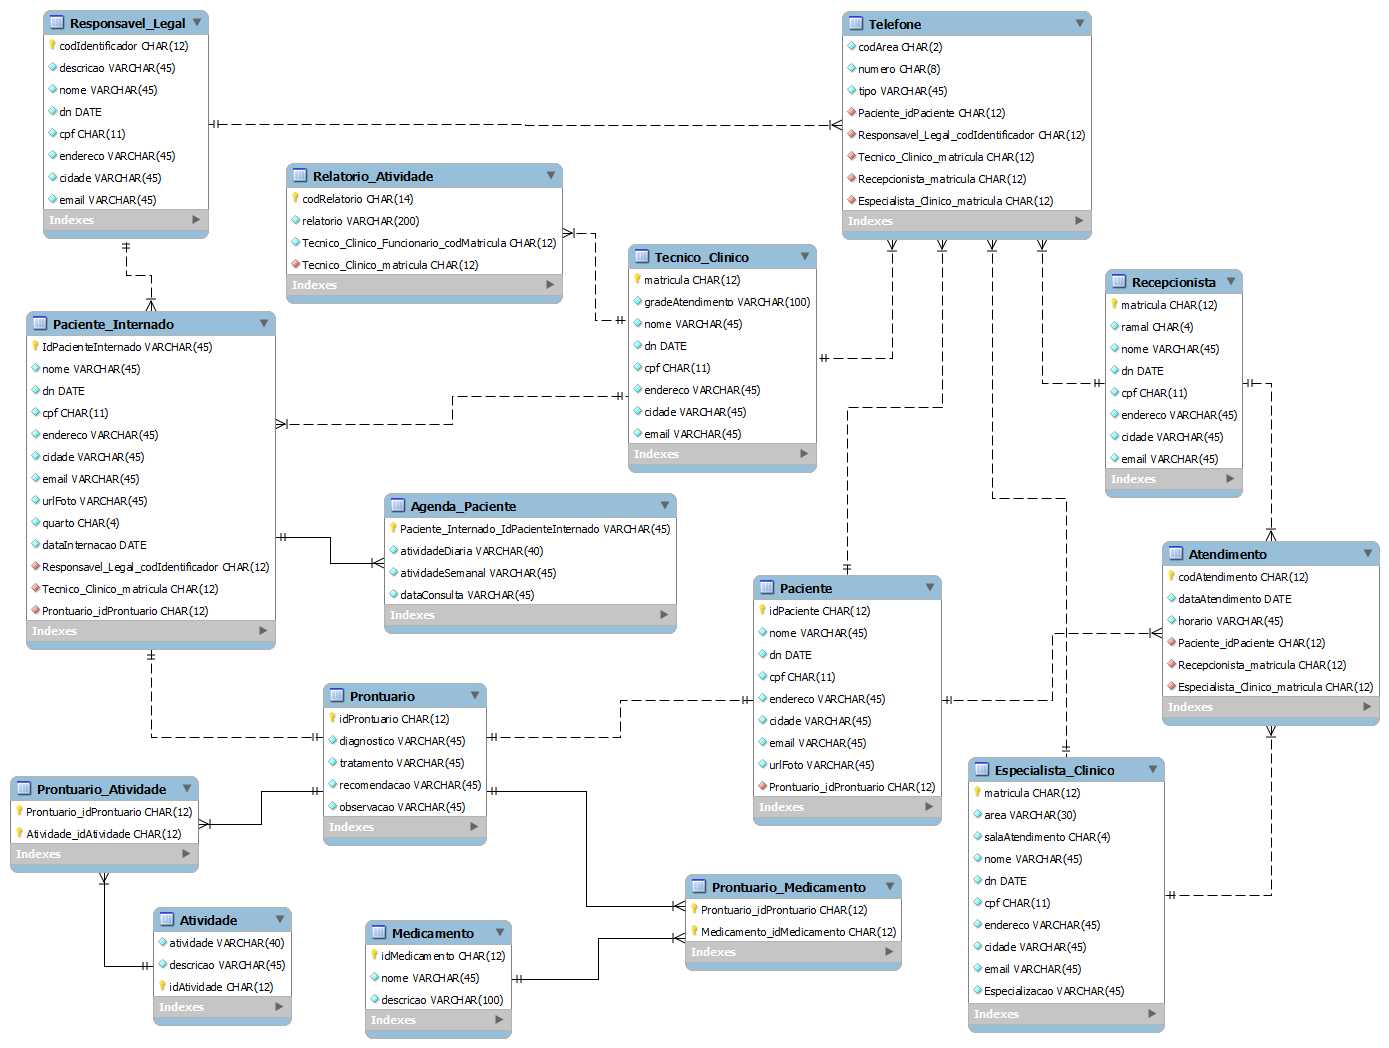 Responsavel_Legal
codIdentificador CHAR(12)
descricao VARCHAR(45)
nome VARCHAR(45)
dn DATE
cpf CHAR(11)
endereco VARCHAR(45)
cidade VARCHAR(45)
email VARCHAR(45)
Indexes
Telefone
codArea CHAR(2)
numero CHAR(8)
tipo VARCHAR(45)
Paciente_idPaciente CHAR(12)
Responsavel_Legal_codIdentificador CHAR(12)
Tecnico_Clinico_matricula CHAR(12)
Recepcionista_matricula CHAR(12)
Especialista_Clinico_matricula CHAR(12)
Indexes
Relatorio_Atividade
codRelatorio CHAR(14)
relatorio VARCHAR(200)
Tecnico_Clinico_Funcionario_codMatricula CHAR(12)
Tecnico_Clinico_matricula CHAR(12)
Indexes
Tecnico_Clinico
matricula CHAR(12)
gradeAtendimento VARCHAR(100)
nome VARCHAR(45)
dn DATE
cpf CHAR(11)
endereco VARCHAR(45)
cidade VARCHAR(45)
email VARCHAR(45)
Indexes
Recepcionista
matricula CHAR(12)
ramal CHAR(4)
nome VARCHAR(45)
dn DATE
cpf CHAR(11)
endereco VARCHAR(45)
cidade VARCHAR(45)
email VARCHAR(45)
Indexes
Paciente_Internado
IdPacienteInternado VARCHAR(45)
nome VARCHAR(45)
dn DATE
cpf CHAR(11)
endereco VARCHAR(45)
cidade VARCHAR(45)
email VARCHAR(45)
urlFoto VARCHAR(45)
quarto CHAR(4)
dataInternacao DATE
Responsavel_Legal_codIdentificador CHAR(12)
Tecnico_Clinico_matricula CHAR(12)
Prontuario_idProntuario CHAR(12)
Indexes
Agenda_Paciente
Paciente_Internado_IdPacienteInternado VARCHAR(45)
atividadeDiaria VARCHAR(40)
atividadeSemanal VARCHAR(45)
dataConsulta VARCHAR(45)
Indexes
Atendimento
codAtendimento CHAR(12)
dataAtendimento DATE
horario VARCHAR(45)
Paciente_idPaciente CHAR(12)
Recepcionista_matricula CHAR(12)
Especialista_Clinico_matricula CHAR(12)
Indexes
Paciente
idPaciente CHAR(12)
nome VARCHAR(45)
dn DATE
cpf CHAR(11)
endereco VARCHAR(45)
cidade VARCHAR(45)
email VARCHAR(45)
urlFoto VARCHAR(45)
Prontuario_idProntuario CHAR(12)
Indexes
Prontuario
idProntuario CHAR(12)
diagnostico VARCHAR(45)
tratamento VARCHAR(45)
recomendacao VARCHAR(45)
observacao VARCHAR(45)
Indexes
Prontuario_Atividade
Prontuario_idProntuario CHAR(12)
Atividade_idAtividade CHAR(12)
Indexes
Especialista_Clinico
matricula CHAR(12)
area VARCHAR(30)
salaAtendimento CHAR(4)
nome VARCHAR(45)
dn DATE
cpf CHAR(11)
endereco VARCHAR(45)
cidade VARCHAR(45)
email VARCHAR(45)
Especializacao VARCHAR(45)
Indexes
Prontuario_Medicamento
Prontuario_idProntuario CHAR(12)
Medicamento_idMedicamento CHAR(12)
Indexes
Atividade
atividade VARCHAR(40)
descricao VARCHAR(45)
idAtividade CHAR(12)
Indexes
Medicamento
idMedicamento CHAR(12)
nome VARCHAR(45)
descricao VARCHAR(100)
Indexes